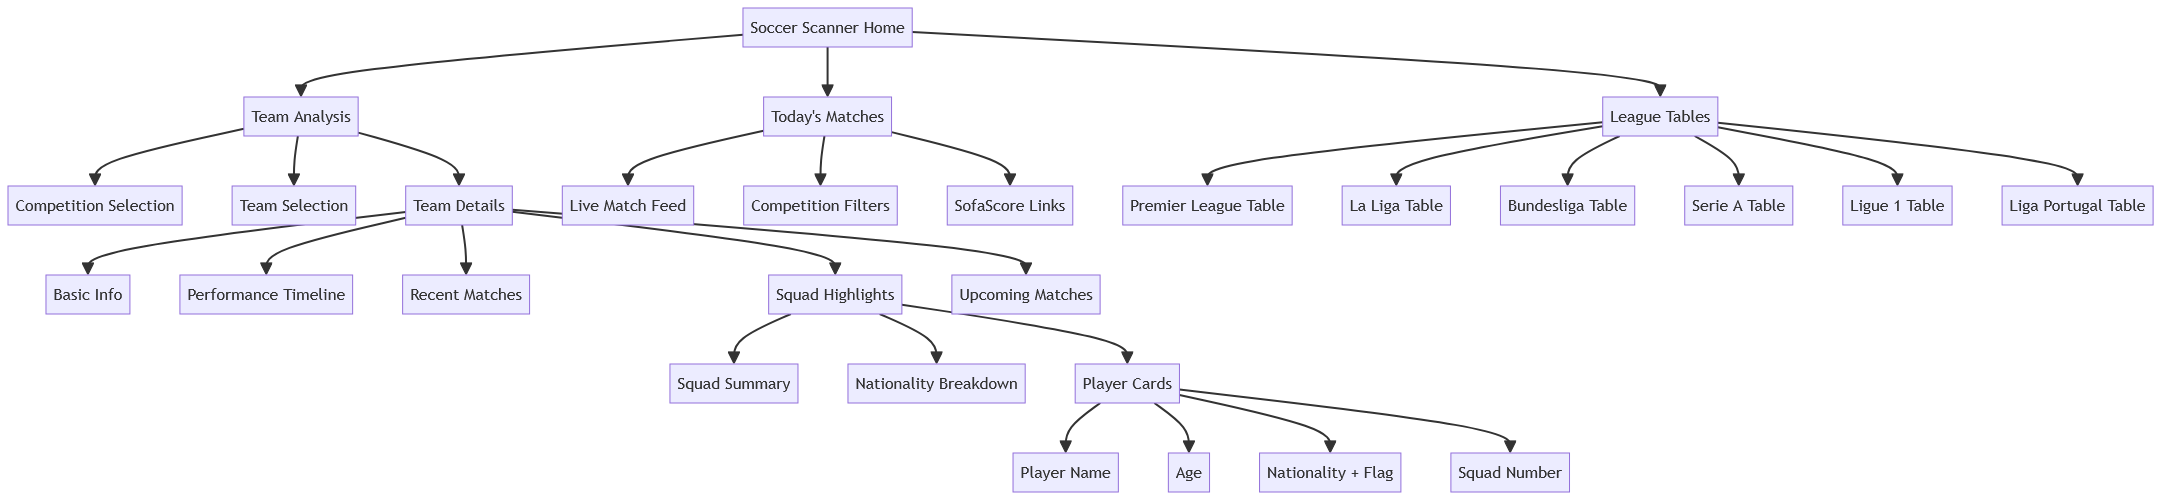 Soccer Scanner Home
Team Analysis
Today's Matches
League Tables
Competition Selection
Team Selection
Team Details
Live Match Feed
Competition Filters
SofaScore Links
Premier League Table
La Liga Table
Bundesliga Table
Serie A Table
Ligue 1 Table
Liga Portugal Table
Basic Info
Performance Timeline
Recent Matches
Squad Highlights
Upcoming Matches
Squad Summary
Nationality Breakdown
Player Cards
Player Name
Age
Nationality + Flag
Squad Number